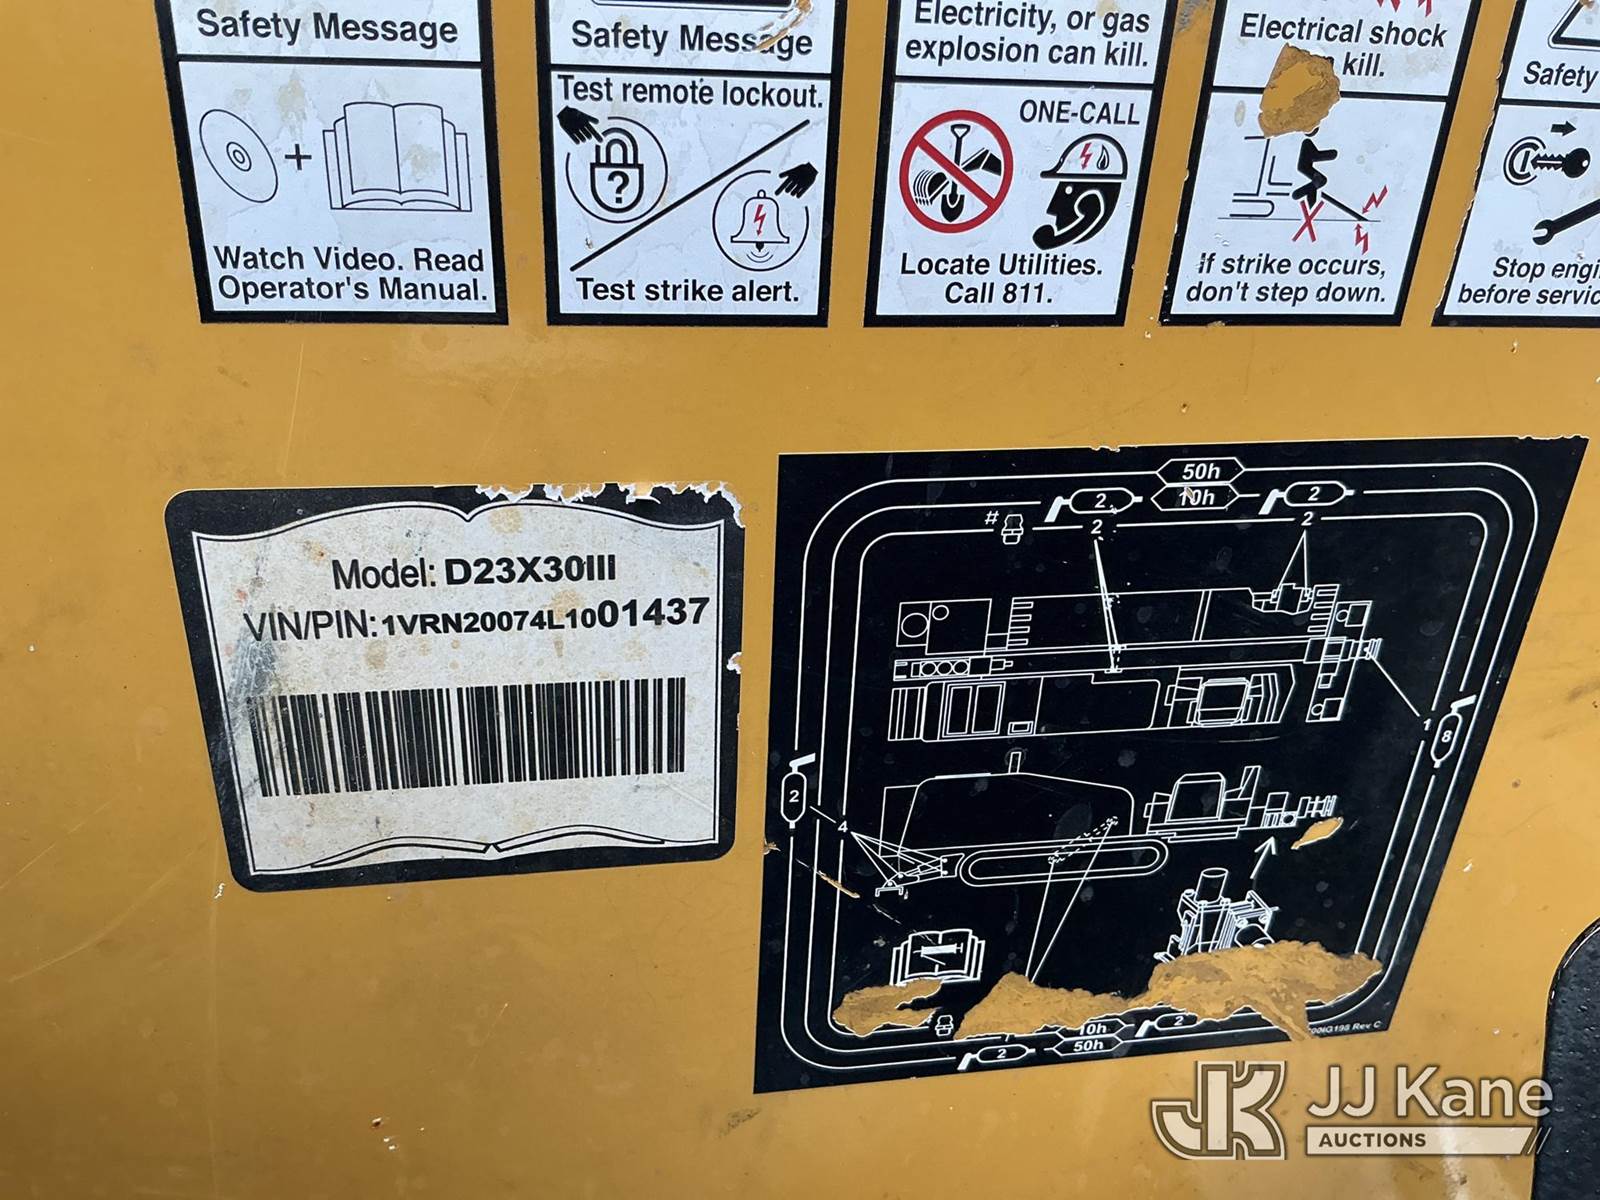 Safety Message
Watch Video. Read
Operator's Manual.
Safety Message
Test remote lockout.
?
Test strike alert.
Electricity, or gas
explosion can kill.
ONE-CALL
Locate Utilities.
Call 811.
Electrical shock
kill.
If strike occurs,
don't step down.
Safety
Stop
before
Model: D23X30III
VIN/PIN: 1VRN20074L1001437
50h
2 10h 2
# 2 2
1
8
2
4
10h 2
2 50h
Rev C
JJ Kane
AUCTIONS